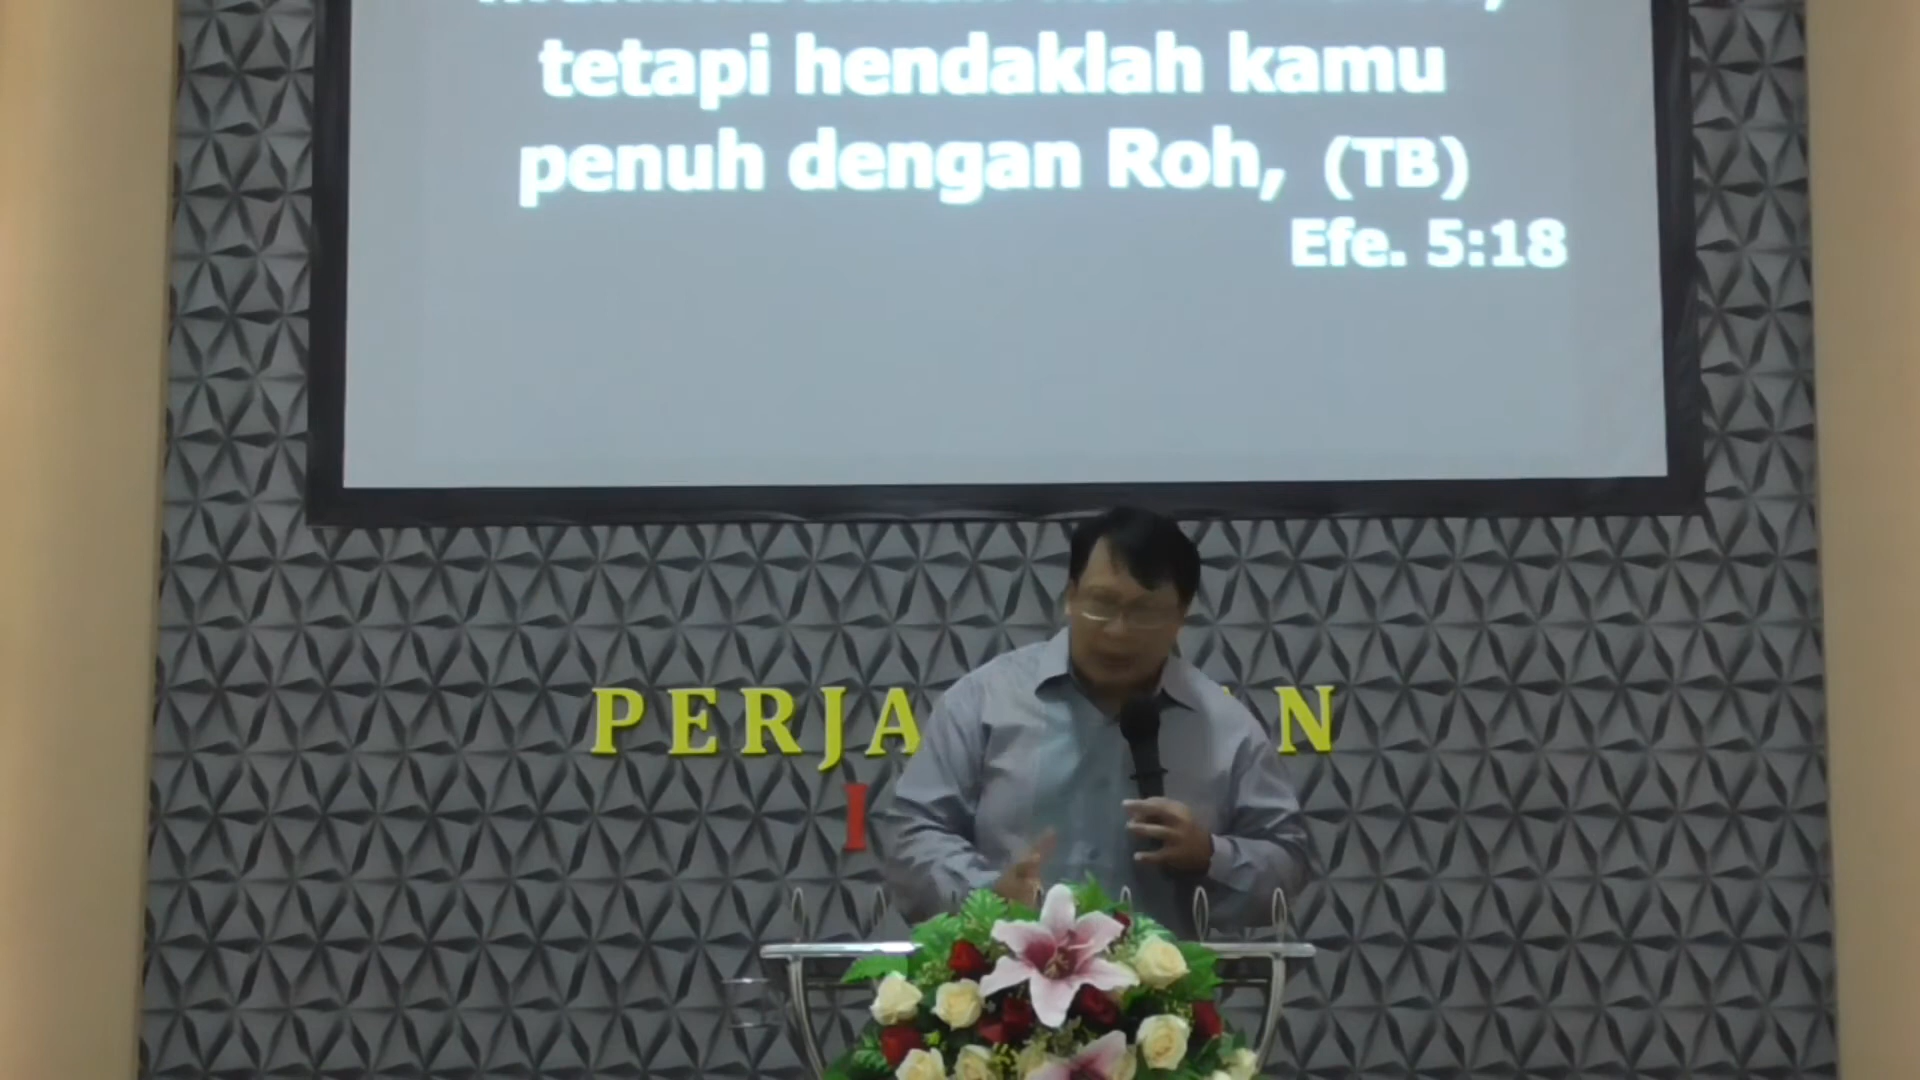 tetapi hendaklah kamu
penuh dengan Roh, (TB)
Efe. 5:18
PERJA N
I